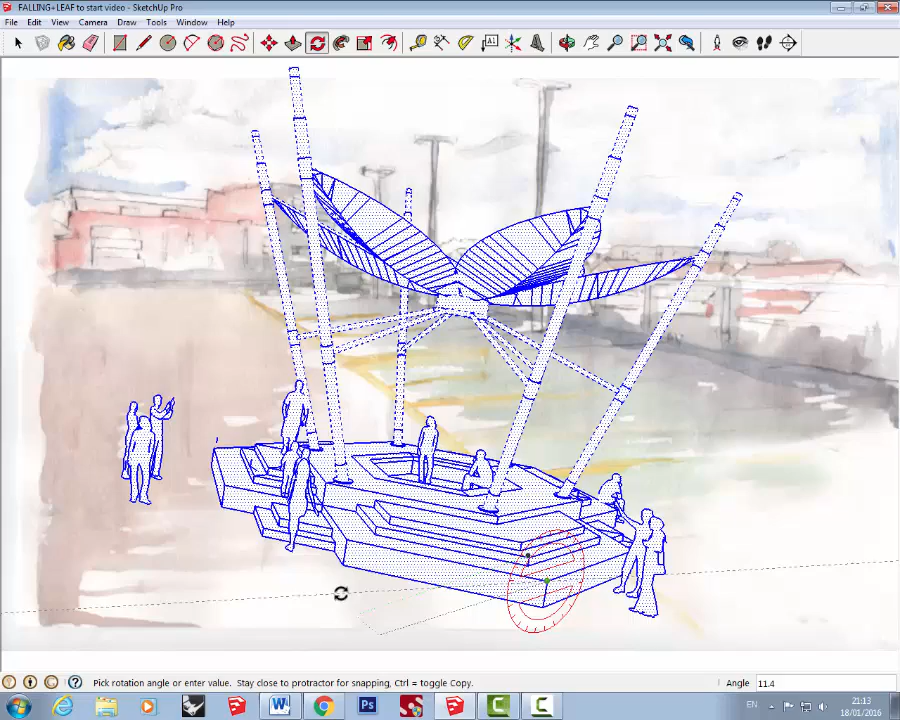 FALLING+LEAF to start video - SketchUp Pro
File Edit View Camera Draw Tools Window Help
Pick rotation angle or enter value. Stay close to protractor for snapping, Ctrl = toggle Copy.
Angle 11.4
W Ps
EN
21:13
18/01/2016